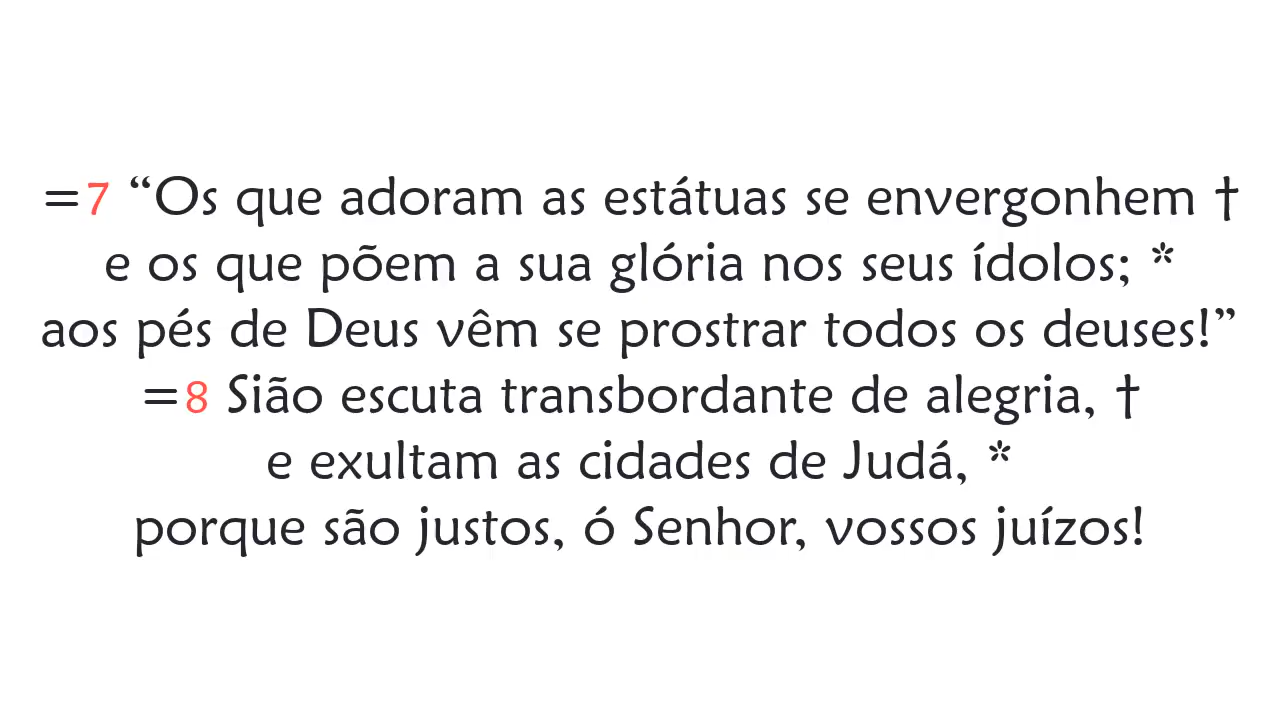 =7 “Os que adoram as estátuas se envergonhem †
e os que põem a sua glória nos seus ídolos; *
aos pés de Deus vêm se prostrar todos os deuses!”
=8 Sião escuta transbordante de alegria, †
e exultam as cidades de Judá, *
porque são justos, ó Senhor, vossos juízos!